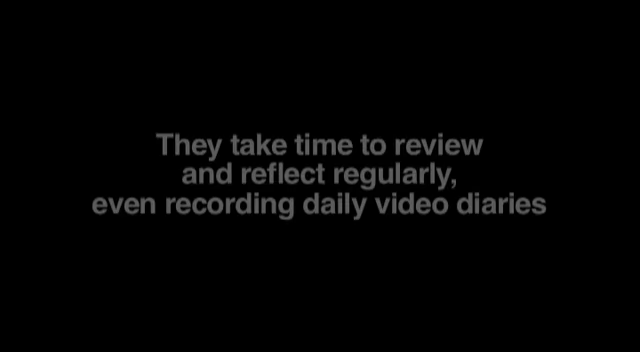 They take time to review
and reflect regularly,
even recording daily video diaries